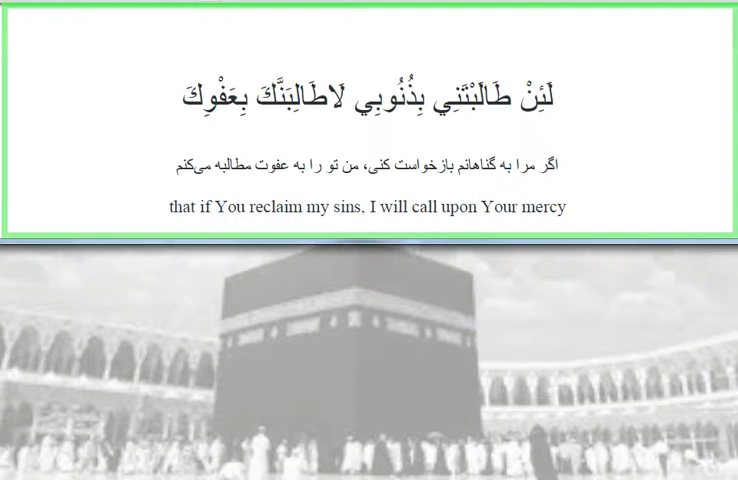 لَئِنْ طَالَبْتَنِي بِذُنُوبِي لَاطَالِبَنَّكَ بِعَفْوِكَ
اگر مرا به گناهانم بازخواست کنی، من تو را به عفوت مطالبه می‌کنم
that if You reclaim my sins, I will call upon Your mercy